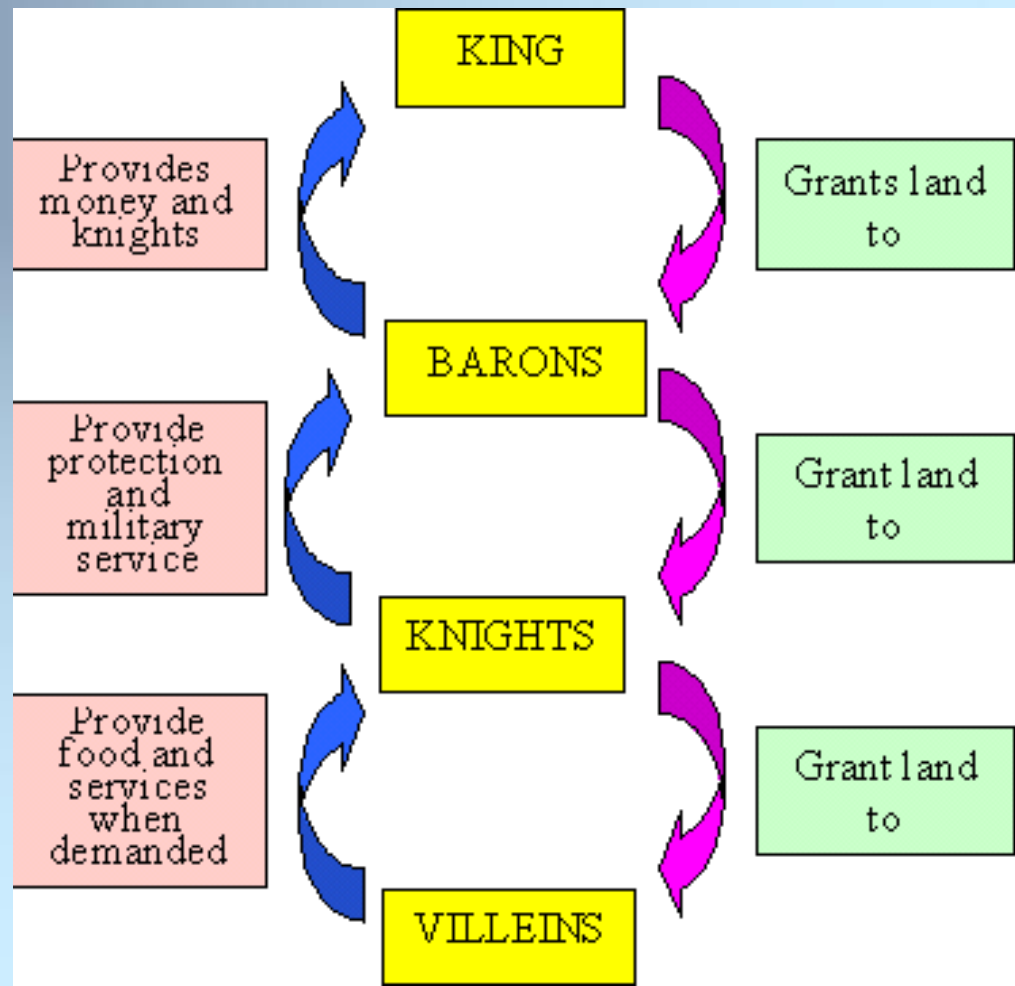 KING
Provides
money and
knights
Grants land
to
BARONS
Provide
protection
and
military
service
Grant land
to
KNIGHTS
Provide
food and
services
when
demanded
Grant land
to
VILLEINS